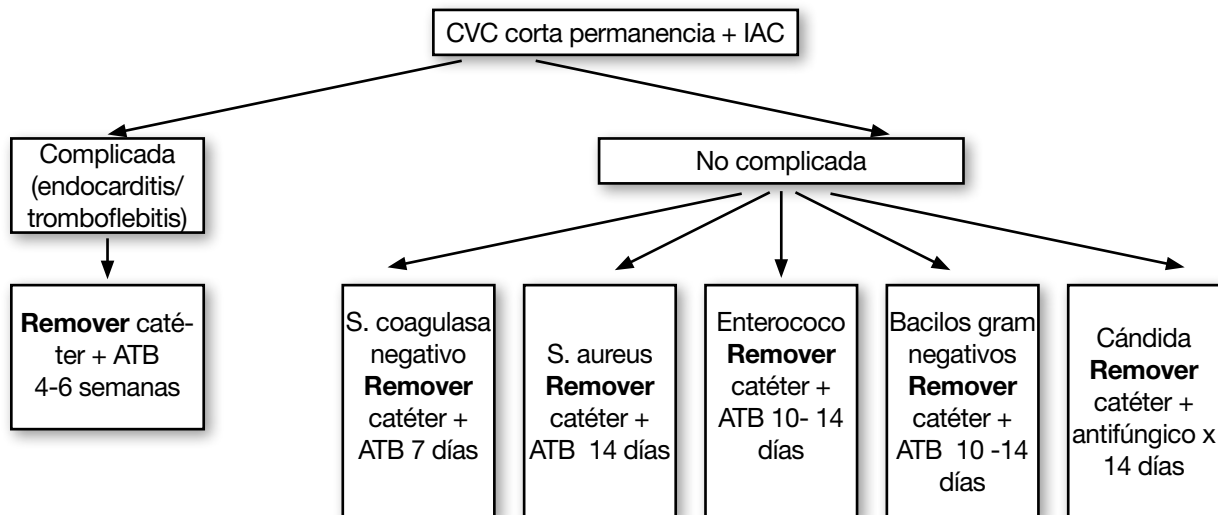 CVC corta permanencia + IAC
Complicada
(endocarditis/
tromboflebitis)
No complicada
Remover caté-
ter + ATB
4-6 semanas
S. coagulasa
negativo
Remover
catéter +
ATB 7 días
S. aureus
Remover
catéter +
ATB  14 días
Enterococo
Remover
catéter +
ATB 10- 14
días
Bacilos gram
negativos
Remover
catéter +
ATB  10 -14
días
Cándida
Remover
catéter +
antifúngico x
14 días